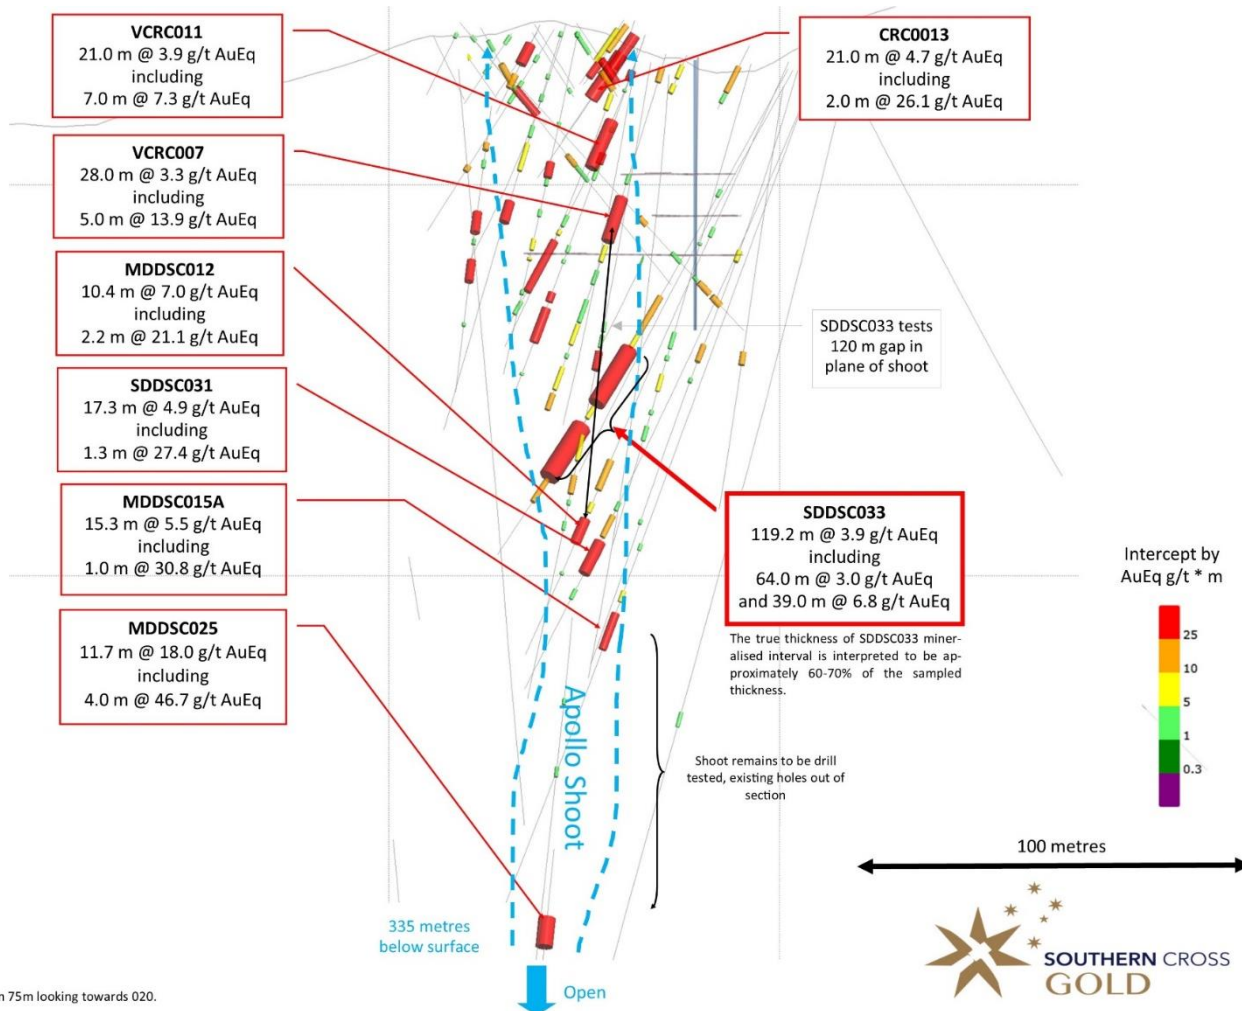 VCRC011
21.0 m @ 3.9 g/t AuEq
including
7.0 m @ 7.3 g/t AuEq
CRC0013
21.0 m @ 4.7 g/t AuEq
including
2.0 m @ 26.1 g/t AuEq
VCRC007
28.0 m @ 3.3 g/t AuEq
including
5.0 m @ 13.9 g/t AuEq
MDDSC012
10.4 m @ 7.0 g/t AuEq
including
2.2 m @ 21.1 g/t AuEq
SDDSC033 tests
120 m gap in
plane of shoot
SDDSC031
17.3 m @ 4.9 g/t AuEq
including
1.3 m @ 27.4 g/t AuEq
MDDSC015A
15.3 m @ 5.5 g/t AuEq
including
1.0 m @ 30.8 g/t AuEq
SDDSC033
119.2 m @ 3.9 g/t AuEq
including
64.0 m @ 3.0 g/t AuEq
and 39.0 m @ 6.8 g/t AuEq
The true thickness of SDDSC033 miner-
alised interval is interpreted to be ap-
proximately 60-70% of the sampled
thickness.
Intercept by
AuEq g/t * m
25
10
5
1
0.3
MDDSC025
11.7 m @ 18.0 g/t AuEq
including
4.0 m @ 46.7 g/t AuEq
Apollo Shoot
Shoot remains to be drill
tested, existing holes out of
section
100 metres
335 metres
below surface
Open
SOUTHERN CROSS
GOLD
75m looking towards 020.